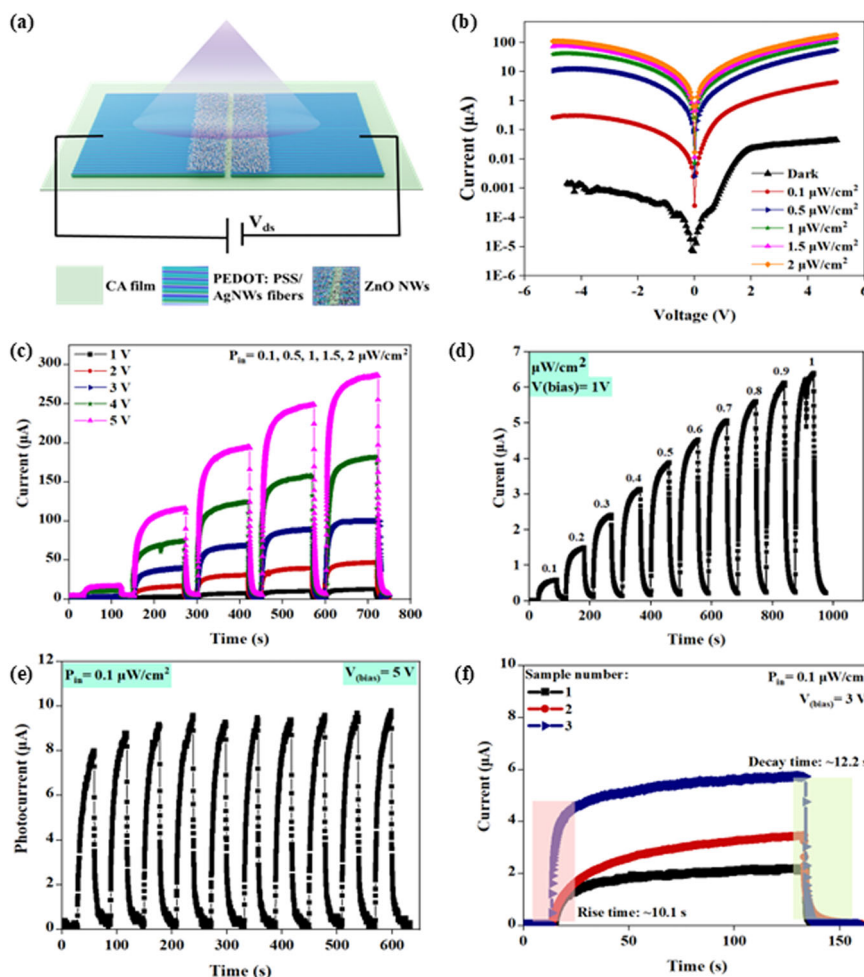 (a)
V_ds
CA film
PEDOT: PSS/
AgNWs fibers
ZnO NWs
(b)
Current (µA)
100
10
1
0.1
0.01
0.001
1E-4
1E-5
1E-6
-6 -4 -2 0 2 4 6
Voltage (V)
Dark
0.1 µW/cm²
0.5 µW/cm²
1 µW/cm²
1.5 µW/cm²
2 µW/cm²
(c)
Current (µA)
300
250
200
150
100
50
0
0 100 200 300 400 500 600 700 800
Time (s)
1 V
2 V
3 V
4 V
5 V
P_in= 0.1, 0.5, 1, 1.5, 2 µW/cm²
(d)
Current (µA)
7
6
5
4
3
2
1
0
0 200 400 600 800 1000
Time (s)
µW/cm²
V(bias)= 1V
0.1
0.2
0.3
0.4
0.5
0.6
0.7
0.8
0.9
1
(e)
Photocurrent (µA)
12
10
8
6
4
2
0
0 100 200 300 400 500 600
Time (s)
P_in= 0.1 µW/cm²
V_(bias)= 5 V
(f)
Current (µA)
10
8
6
4
2
0
0 50 100 150
Time (s)
Sample number:
1
2
3
P_in= 0.1 µW/cm
V_(bias)= 3 V
Decay time: ~12.2 s
Rise time: ~10.1 s